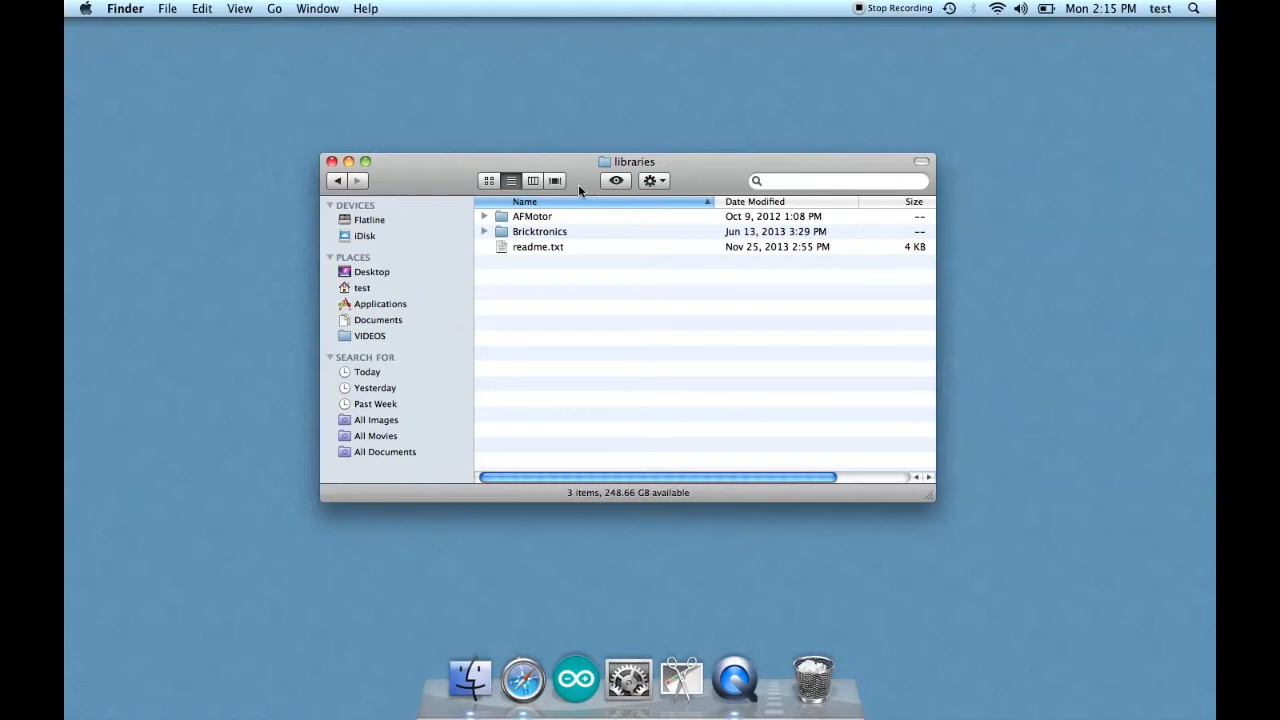 Finder File Edit View Go Window Help Stop Recording Mon 2:15 PM test
libraries
DEVICES
Flatline
iDisk
PLACES
Desktop
test
Applications
Documents
VIDEOS
SEARCH FOR
Today
Yesterday
Past Week
All Images
All Movies
All Documents
Name Date Modified Size
AFMotor Oct 9, 2012 1:08 PM --
Bricktronics Jun 13, 2013 3:29 PM --
readme.txt Nov 25, 2013 2:55 PM 4 KB
3 items, 248.66 GB available